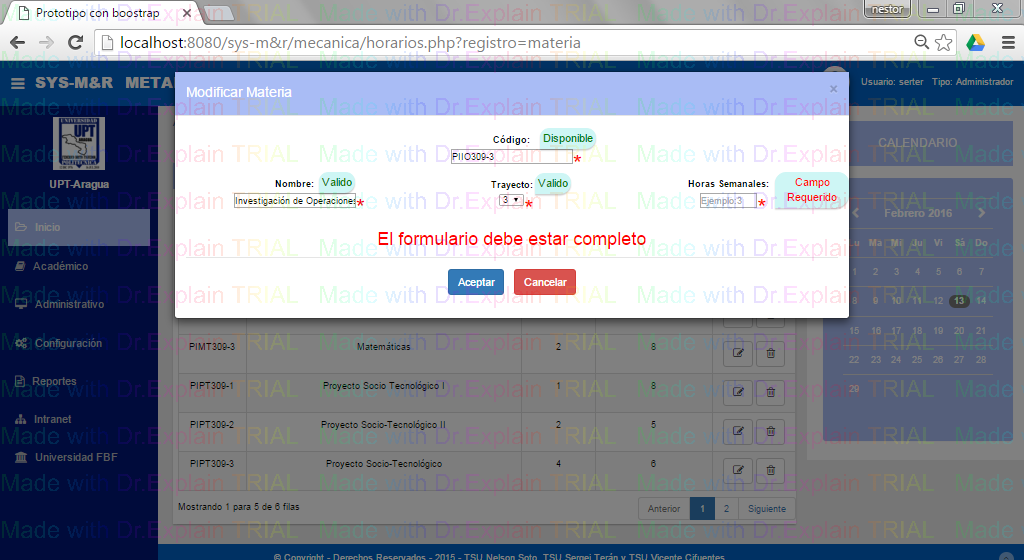 Prototipo con boostrap
nestor
localhost:8080/sys-m&r/mecanica/horarios.php?registro=materia
SYS-M&R META
Usuario: serter Tipo: Administrador
Modificar Materia
×
UNIVERSIDAD
UPT
UPT-Aragua
Código: Disponible
PIIO309-3 *
Nombre: Valido
Investigación de Operaciones *
Trayecto: Valido
3 *
Horas Semanales: Campo Requerido
Ejemplo:3 *
El formulario debe estar completo
Aceptar Cancelar
Inicio
Académico
Administrativo
Configuración
Reportes
Intranet
Universidad FBF
CALENDARIO
Febrero 2016
Lu Ma Mi Ju Vi Sá Do
1 2 3 4 5 6 7
8 9 10 11 12 13 14
15 16 17 18 19 20 21
22 23 24 25 26 27 28
29
PIMT309-3 Matemáticas 2 8
PIPT309-1 Proyecto Socio Tecnológico I 1 8
PIPT309-2 Proyecto Socio-Tecnológico II 2 5
PIPT309-3 Proyecto Socio-Tecnológico 4 6
Mostrando 1 para 5 de 6 filas
Anterior 1 2 Siguiente
© Copyright - Derechos Reservados - 2015 - TSU Nelson Soto, TSU Sergei Terán y TSU Vicente Cifuentes
Made with Dr.Explain TRIAL